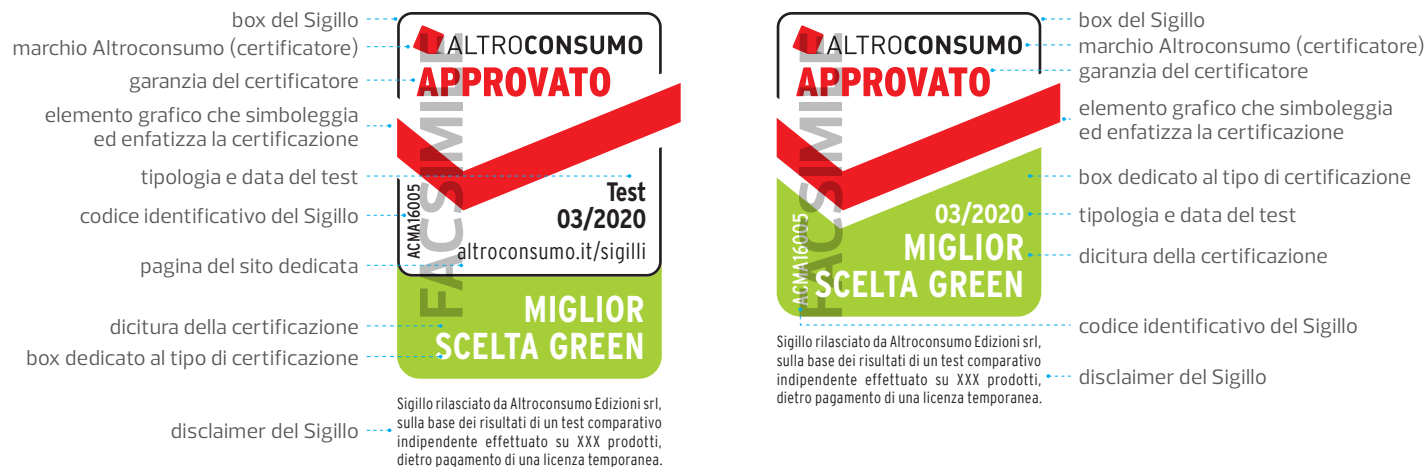 box del Sigillo
marchio Altroconsumo (certificatore)
garanzia del certificatore
elemento grafico che simboleggia
ed enfatizza la certificazione
tipologia e data del test
codice identificativo del Sigillo
pagina del sito dedicata
dicitura della certificazione
box dedicato al tipo di certificazione
disclaimer del Sigillo
ALTROCONSUMO
APPROVATO
FACSIMILE
Test
03/2020
ACMA16005
altroconsumo.it/sigilli
MIGLIOR
SCELTA GREEN
Sigillo rilasciato da Altroconsumo Edizioni srl,
sulla base dei risultati di un test comparativo
indipendente effettuato su XXX prodotti,
dietro pagamento di una licenza temporanea.
ALTROCONSUMO
APPROVATO
FACSIMILE
ACMA16005
03/2020
MIGLIOR
SCELTA GREEN
Sigillo rilasciato da Altroconsumo Edizioni srl,
sulla base dei risultati di un test comparativo
indipendente effettuato su XXX prodotti,
dietro pagamento di una licenza temporanea.
box del Sigillo
marchio Altroconsumo (certificatore)
garanzia del certificatore
elemento grafico che simboleggia
ed enfatizza la certificazione
box dedicato al tipo di certificazione
tipologia e data del test
dicitura della certificazione
codice identificativo del Sigillo
disclaimer del Sigillo